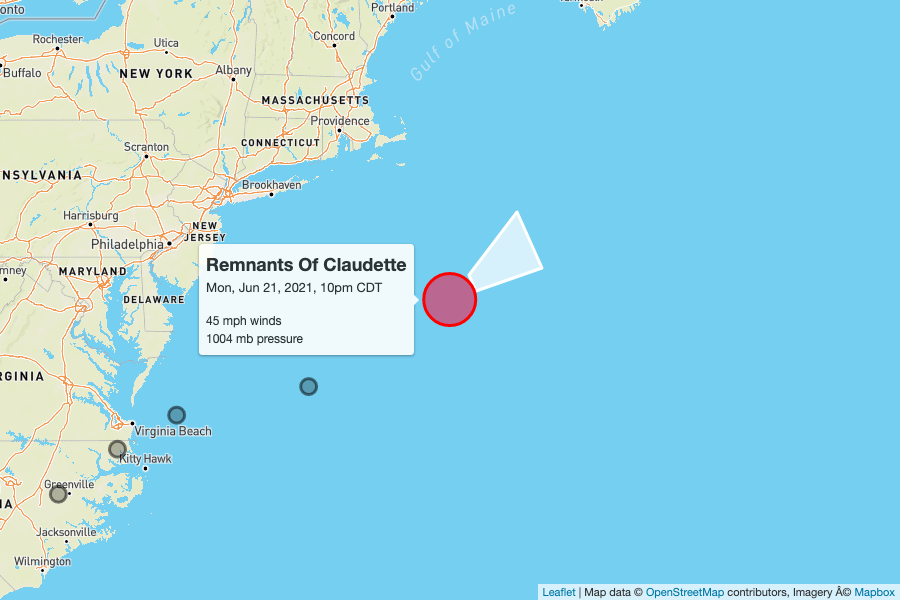 onto
Portland
Yarmouth
Rochester
Utica
Concord
Gulf of Maine
Buffalo
NEW YORK
Albany
MASSACHUSETTS
Providence
CONNECTICUT
Scranton
NSYLVANIA
Brookhaven
Harrisburg
NEW
JERSEY
Philadelphia
mney
MARYLAND
DELAWARE
Remnants Of Claudette
Mon, Jun 21, 2021, 10pm CDT
45 mph winds
1004 mb pressure
RGINIA
Virginia Beach
Kitty Hawk
Greenville
IA
Jacksonville
Wilmington
Leaflet | Map data © OpenStreetMap contributors, Imagery Â© Mapbox